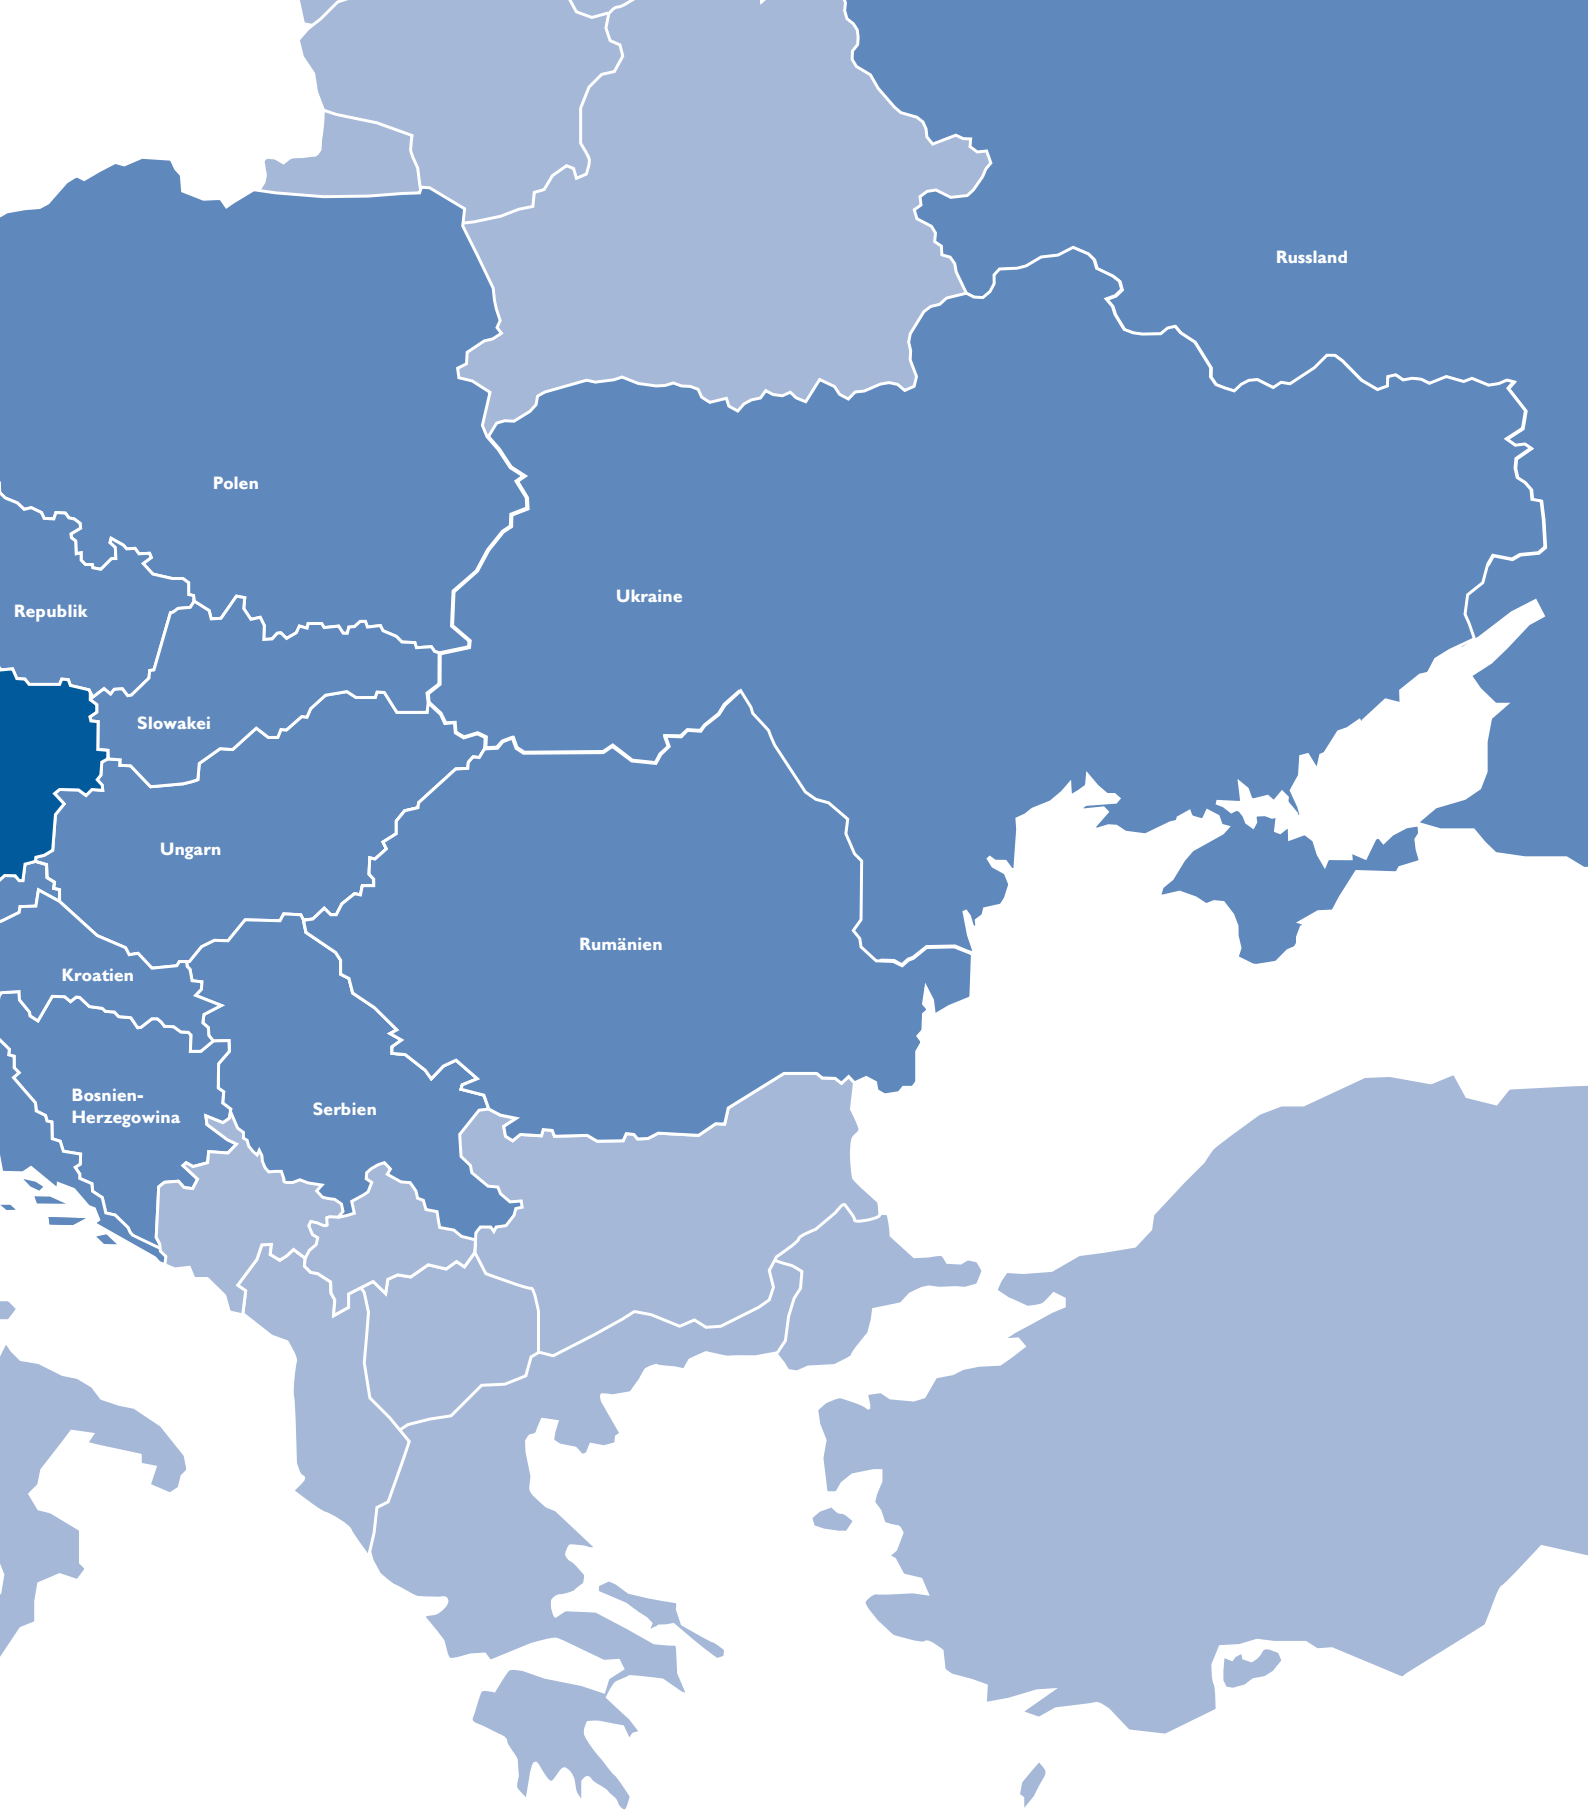 Russland
Polen
Ukraine
Republik
Slowakei
Ungarn
Rumänien
Kroatien
Bosnien-
Herzegowina
Serbien